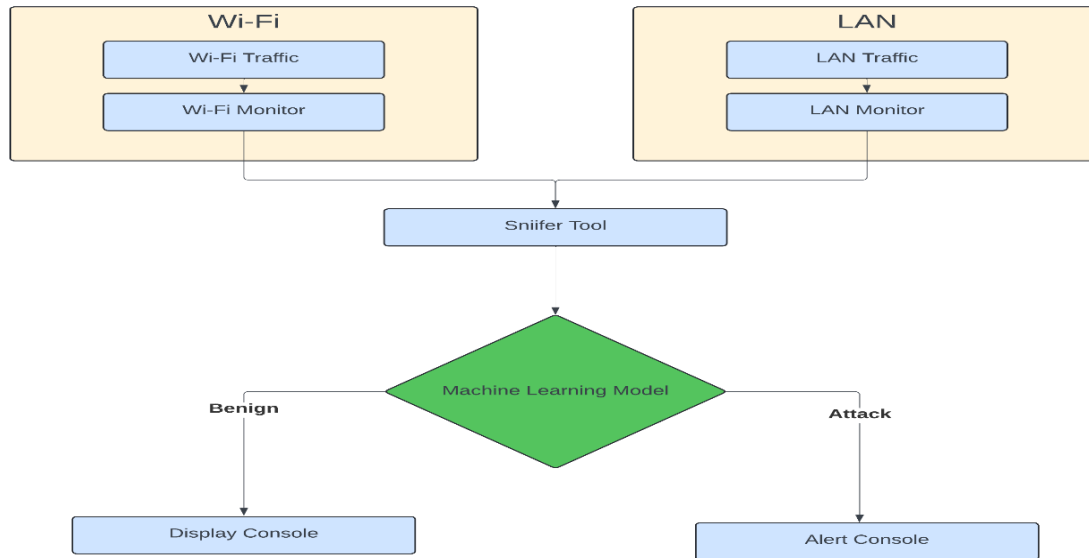 Wi-Fi
LAN
Wi-Fi Traffic
LAN Traffic
Wi-Fi Monitor
LAN Monitor
Sniifer Tool
Machine Learning Model
Benign
Attack
Display Console
Alert Console